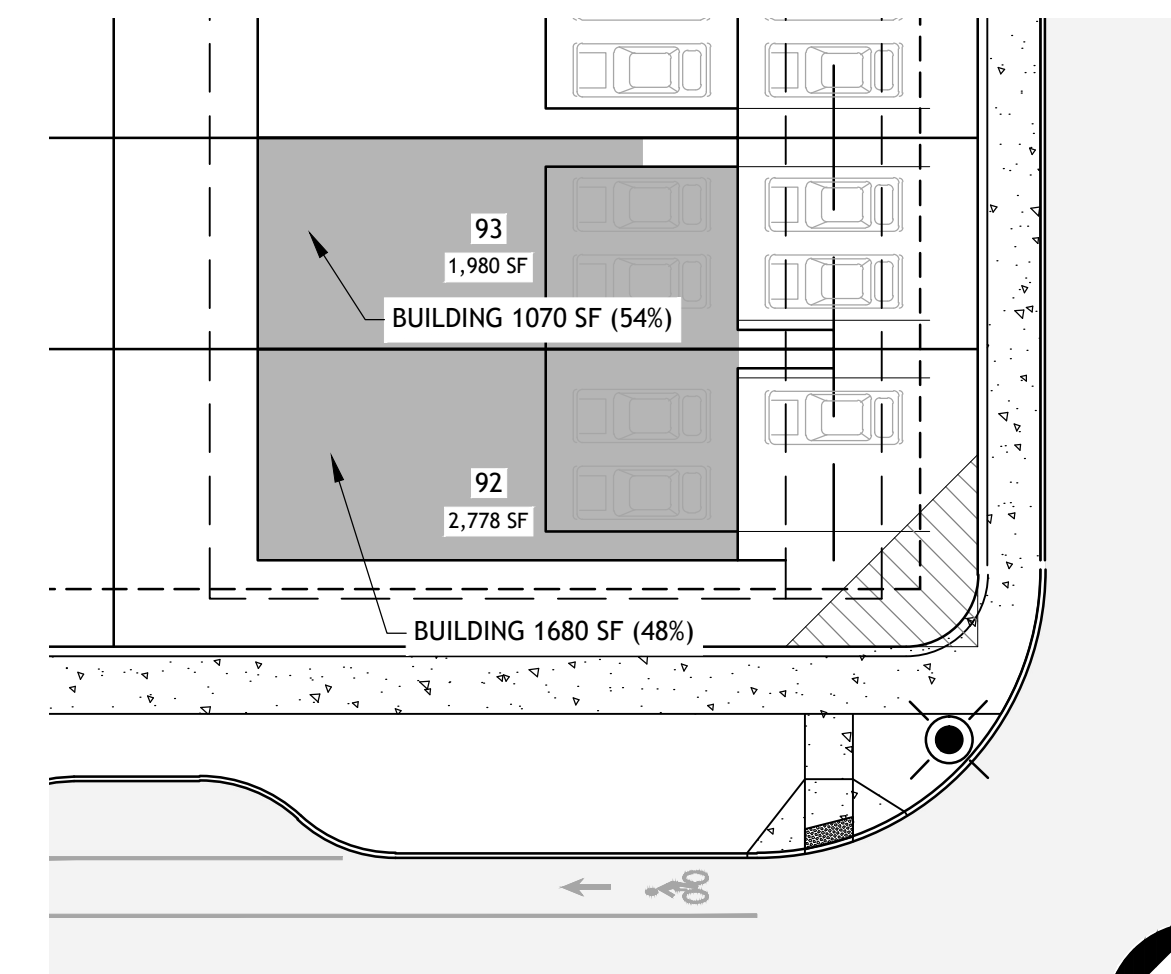 93
1,980 SF
BUILDING 1070 SF (54%)
92
2,778 SF
BUILDING 1680 SF (48%)